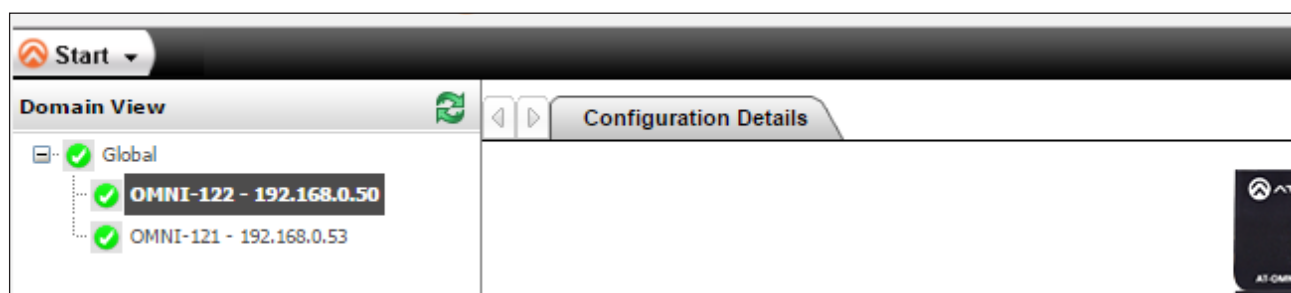 Start
Domain View
Configuration Details
Global
OMNI-122 - 192.168.0.50
OMNI-121 - 192.168.0.53